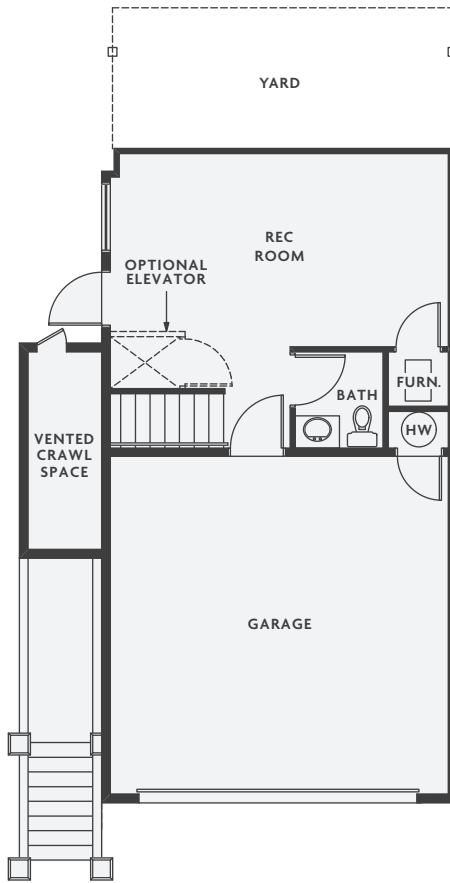 YARD
REC
ROOM
OPTIONAL
ELEVATOR
BATH
FURN.
HW
VENTED
CRAWL
SPACE
GARAGE